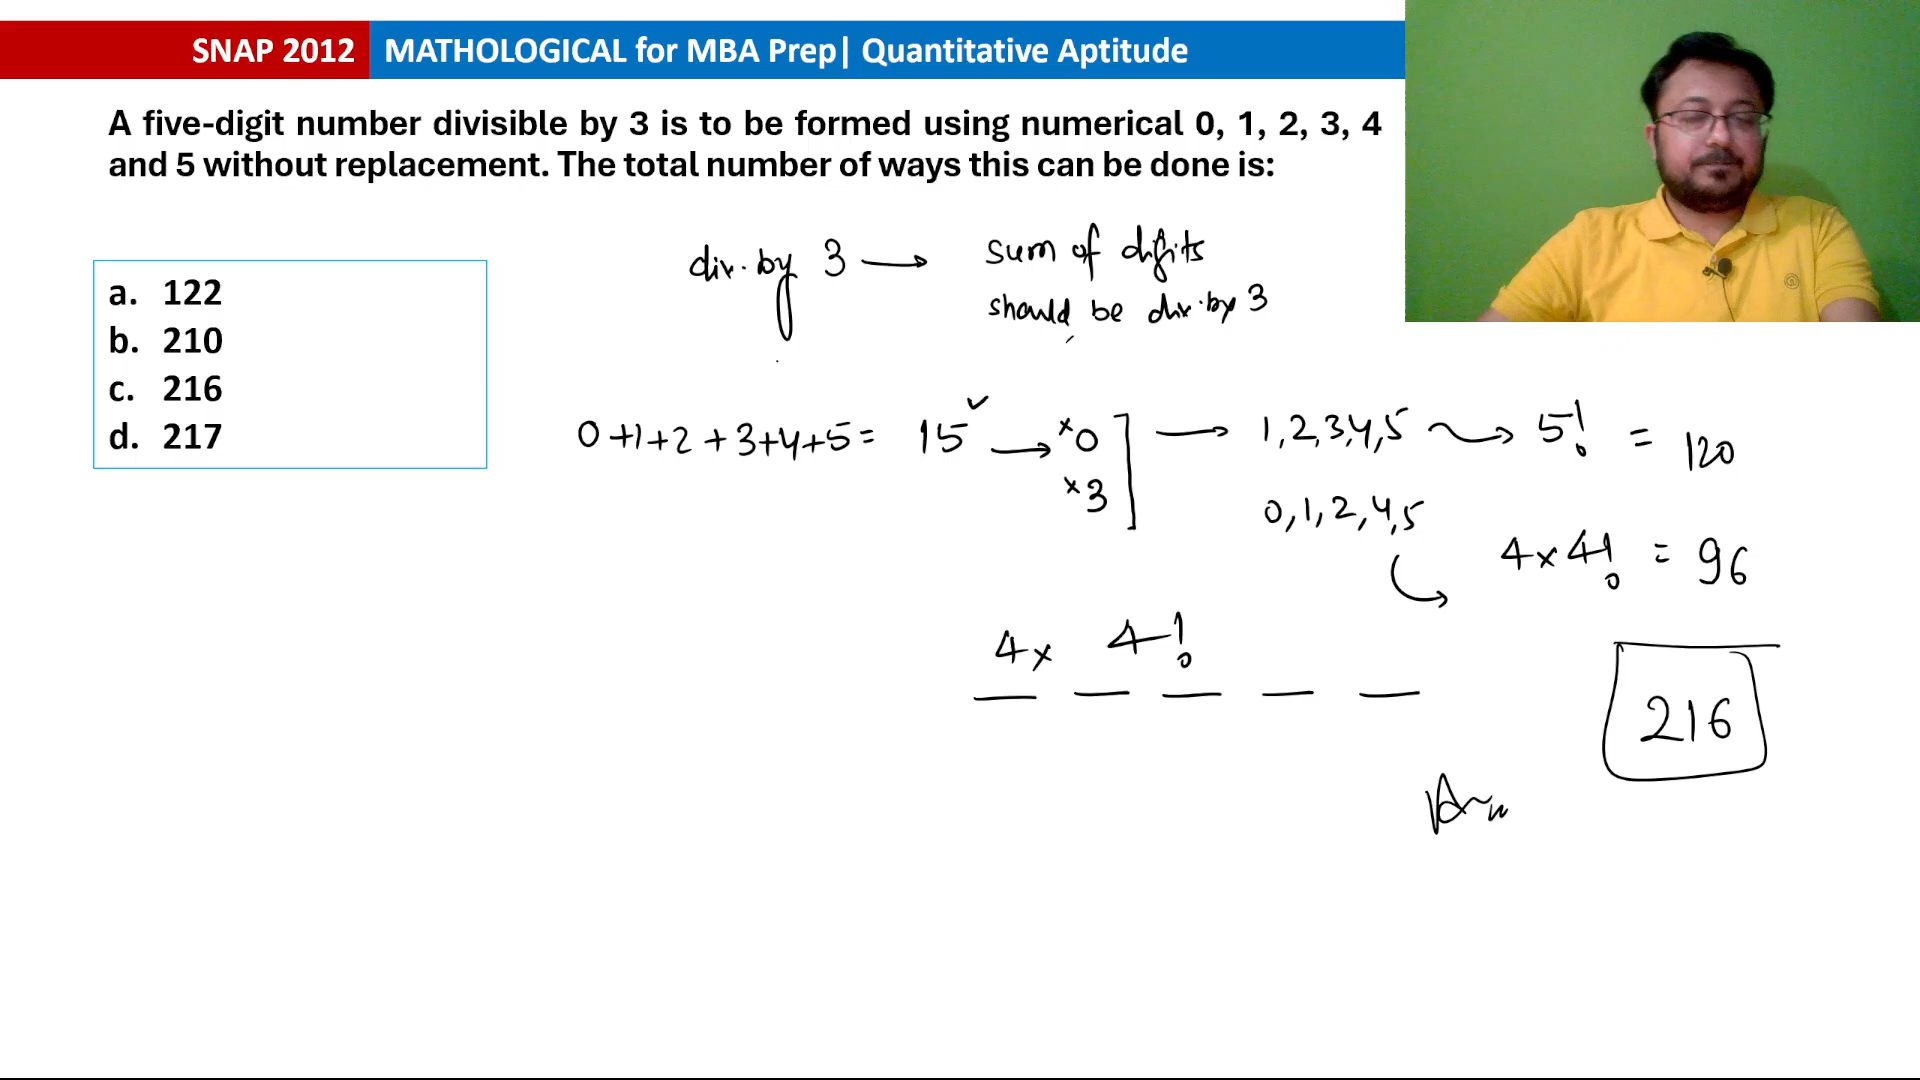 SNAP 2012 MATHOLOGICAL for MBA Prep| Quantitative Aptitude
A five-digit number divisible by 3 is to be formed using numerical 0, 1, 2, 3, 4
and 5 without replacement. The total number of ways this can be done is:
a. 122
b. 210
c. 216
d. 217
div. by 3 → sum of digits
should be div. by 3
0+1+2+3+4+5= 15 ✓ → ×0 ] → 1,2,3,4,5 → 5! = 120
×3
0,1,2,4,5
4×4! = 96
4× 4!
216